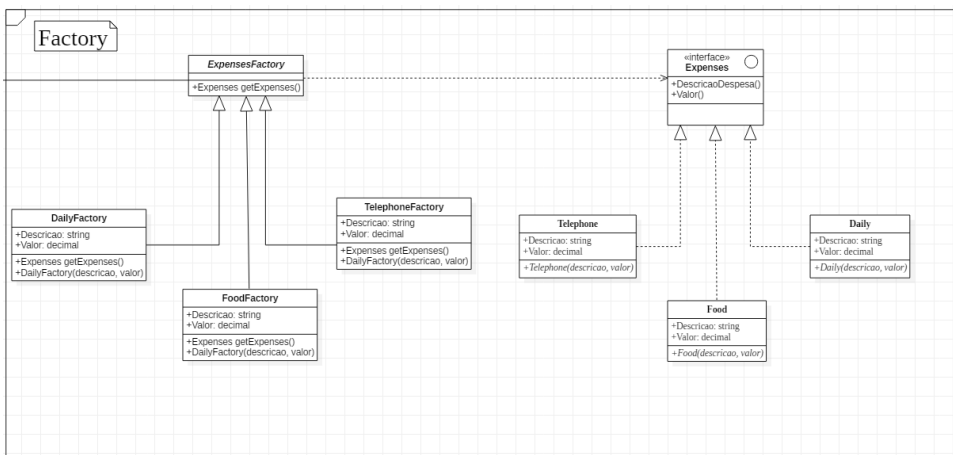 Factory
ExpensesFactory
+Expenses getExpenses()
«interface»
Expenses
+DescricaoDespesa()
+Valor()
DailyFactory
+Descricao: string
+Valor: decimal
+Expenses getExpenses()
+DailyFactory(descricao, valor)
FoodFactory
+Descricao: string
+Valor: decimal
+Expenses getExpenses()
+DailyFactory(descricao, valor)
TelephoneFactory
+Descricao: string
+Valor: decimal
+Expenses getExpenses()
+DailyFactory(descricao, valor)
Telephone
+Descricao: string
+Valor: decimal
+Telephone(descricao, valor)
Food
+Descricao: string
+Valor: decimal
+Food(descricao, valor)
Daily
+Descricao: string
+Valor: decimal
+Daily(descricao, valor)